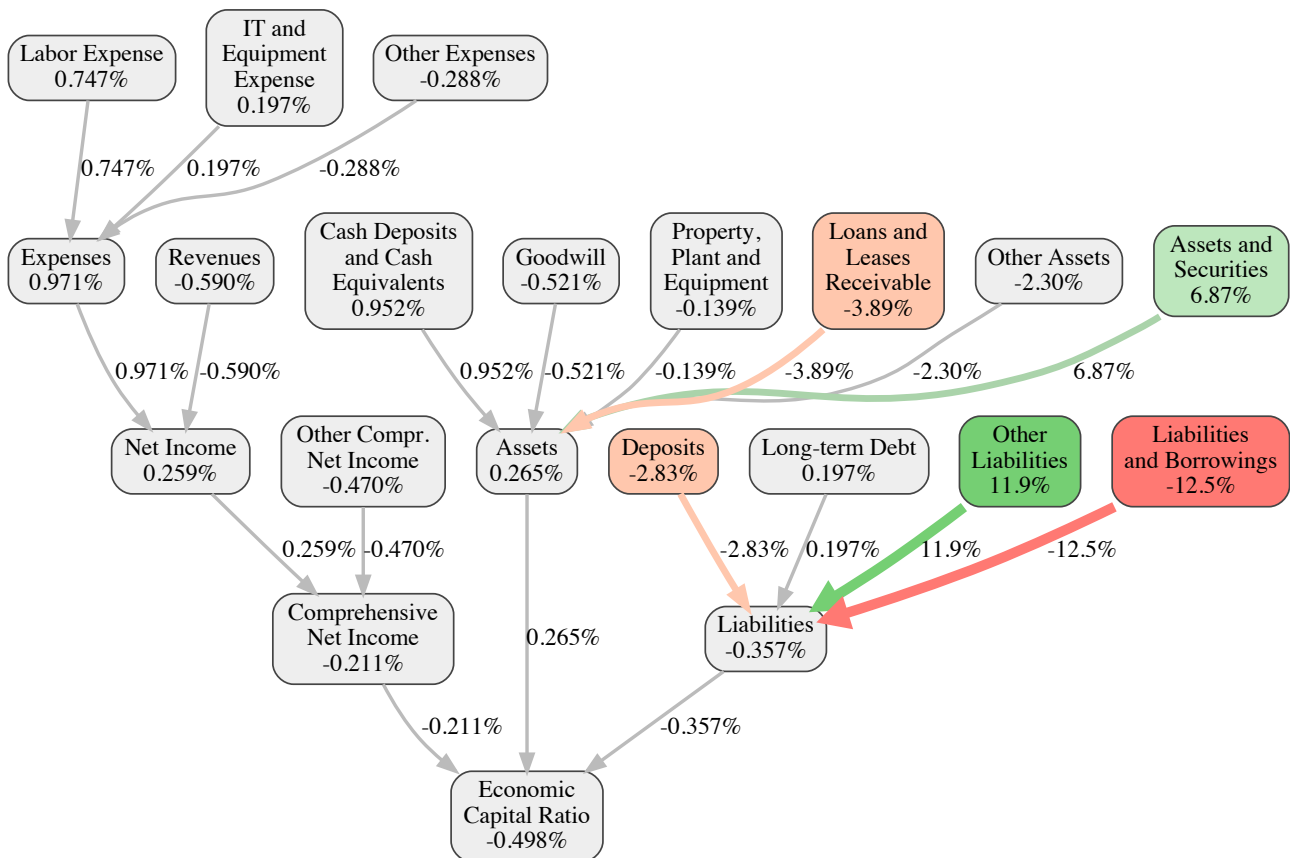 Labor Expense
0.747%
IT and
Equipment
Expense
0.197%
Other Expenses
-0.288%
0.747%
0.197%
-0.288%
Expenses
0.971%
Revenues
-0.590%
Cash Deposits
and Cash
Equivalents
0.952%
Goodwill
-0.521%
Property,
Plant and
Equipment
-0.139%
Loans and
Leases
Receivable
-3.89%
Other Assets
-2.30%
Assets and
Securities
6.87%
0.971%
-0.590%
0.952%
-0.521%
-0.139%
-3.89%
-2.30%
6.87%
Net Income
0.259%
Other Compr.
Net Income
-0.470%
Assets
0.265%
Deposits
-2.83%
Long-term Debt
0.197%
Other
Liabilities
11.9%
Liabilities
and Borrowings
-12.5%
0.259%
-0.470%
-2.83%
0.197%
11.9%
-12.5%
Comprehensive
Net Income
-0.211%
0.265%
Liabilities
-0.357%
-0.211%
-0.357%
Economic
Capital Ratio
-0.498%